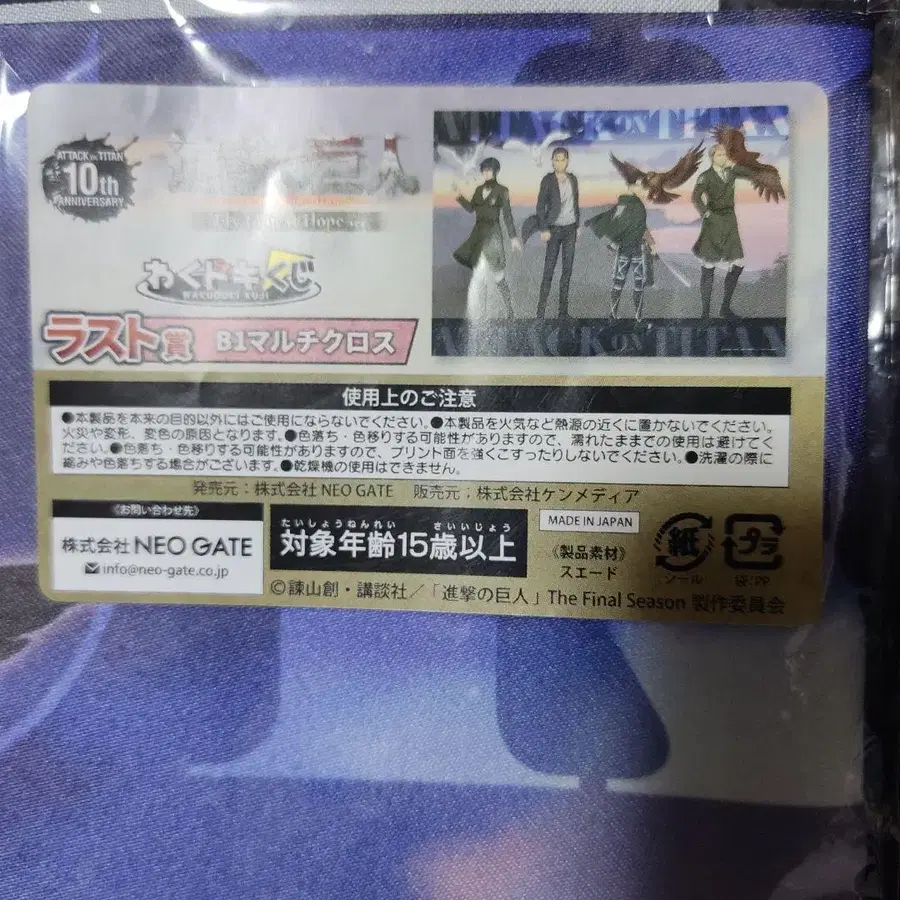 ATTACK ON TITAN
10th
ANNIVERSARY
進撃の巨人
Hope
わくドキくじ
WAKUDOKI KUJI
ラスト賞 B1マルチクロス
ATTACK ON TITAN
ATTACK ON TITAN
使用上のご注意
●本製品を本来の目的以外にはご使用にならないでください。●本製品を火気など熱源の近くに置かないでください。
火災や変形、変色の原因となります。●色落ち・色移りする可能性がありますので、濡れたままでの使用は避けてく
ださい。●色落ち・色移りする可能性がありますので、プリント面を強くこすったりしないでください。●洗濯の際に
縮みや色落ちする場合がございます。●乾燥機の使用はできません。
発売元:株式会社 NEO GATE 販売元:株式会社ケンメディア
《お問い合わせ先》
株式会社 NEO GATE
info@neo-gate.co.jp
たいしょうねんれい さいいじょう
対象年齢15歳以上
MADE IN JAPAN
《製品素材》
スエード
紙
プラ
袋:PP
©諫山創・講談社/「進撃の巨人」The Final Season 製作委員会